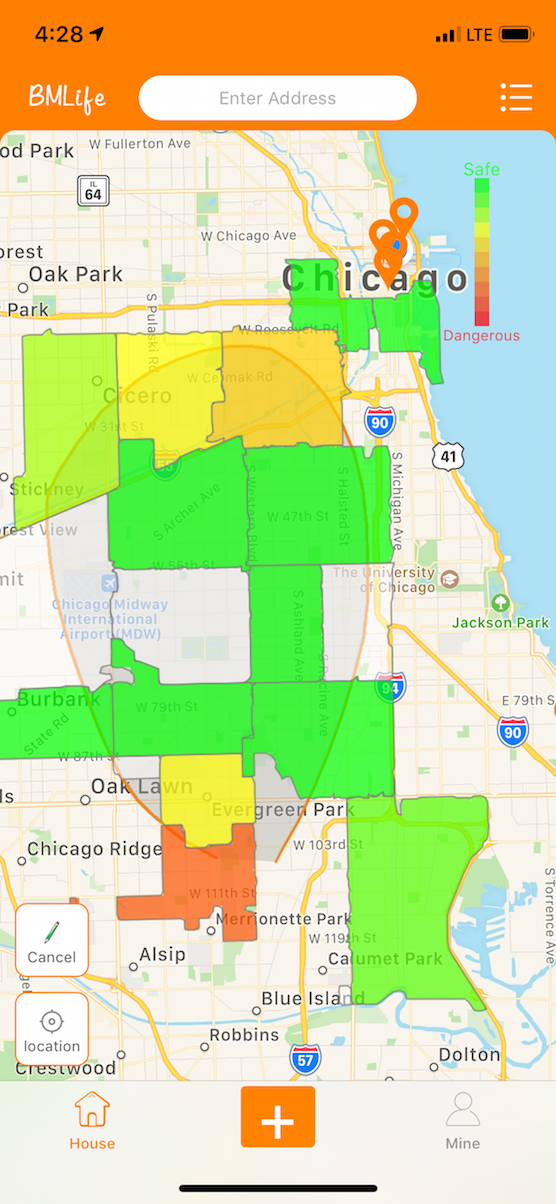 4:28
LTE
BMLife
Enter Address
W Fullerton Ave
od Park
IL
64
Safe
W Chicago Ave
4
orest
Oak Park
Chicago
Park
S Pulaski Rd
W Roosevelt Rd
Dangerous
W Cermak Rd
Cicero
90
W 31st St
41
Stickney
S Archer Ave
S Western Blvd
S Halsted St
S Michigan Ave
W 47th St
rest View
W 55th St
mit
The University
of Chicago
Chicago Midway
International
Airport (MDW)
S Ashland Ave
Jackson Park
S Racine Ave
94
Burbank
W 79th St
E 79th S
State Rd
90
W 87th St
Oak Lawn
ls
Evergreen Park
Chicago Ridge
W 103rd St
W 111th St
S Torrence Ave
Merrionette Park
Cancel
W 119th St
Alsip
Calumet Park
Blue Island
location
Robbins
57
Dolton
Crestwood
House
Mine